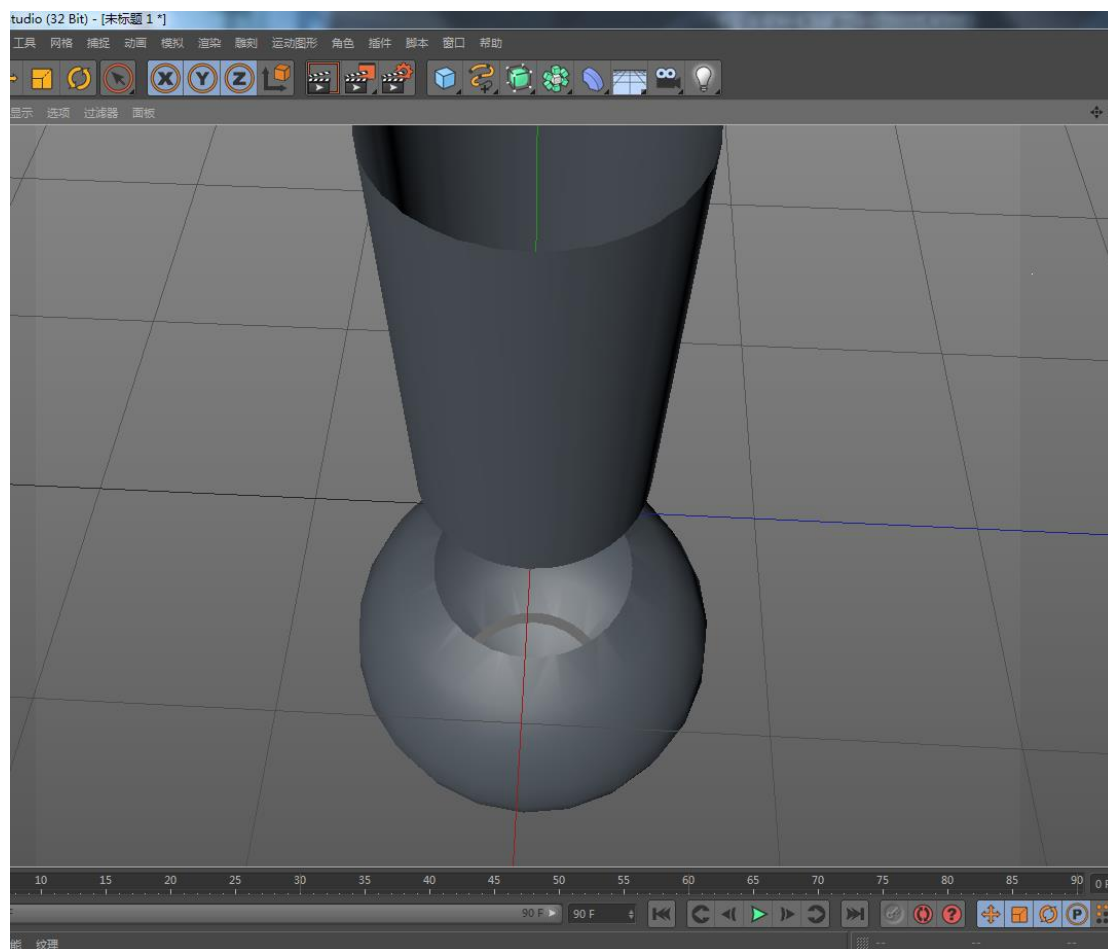 tudio (32 Bit) - [未标题 1 *]
工具 网格 捕捉 动画 模拟 渲染 雕刻 运动图形 角色 插件 脚本 窗口 帮助
X Y Z
显示 选项 过滤器 面板
10 15 20 25 30 35 40 45 50 55 60 65 70 75 80 85 90 0 F
90 F 90 F ? P
能 纹理 -- -- --